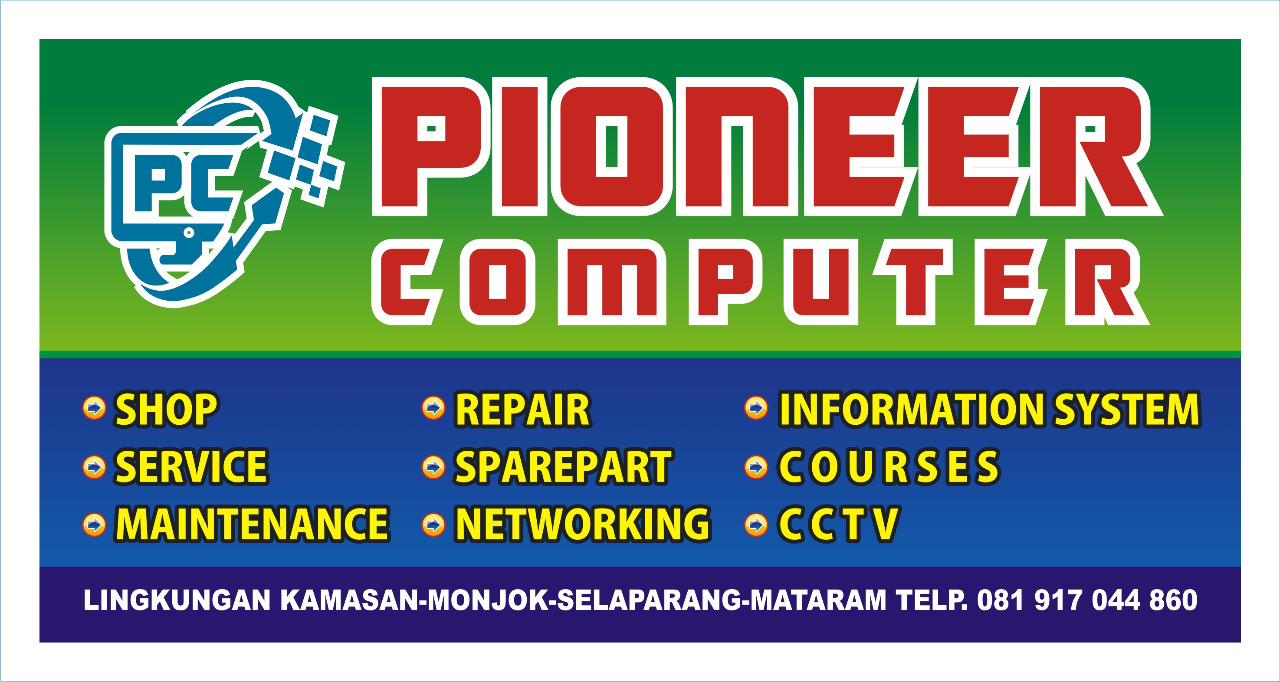 PC
PIONEER
COMPUTER
SHOP
SERVICE
MAINTENANCE
REPAIR
SPAREPART
NETWORKING
INFORMATION SYSTEM
COURSES
CCTV
LINGKUNGAN KAMASAN-MONJOK-SELAPARANG-MATARAM TELP. 081 917 044 860